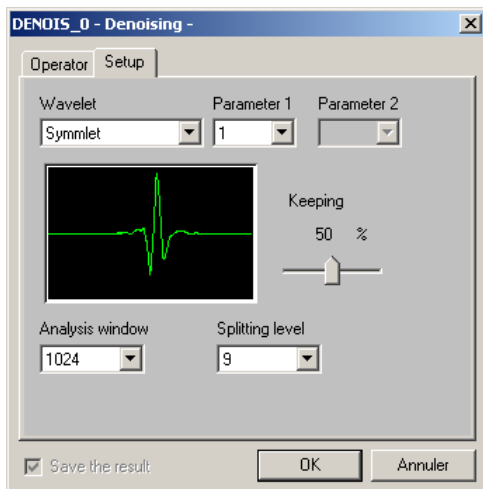 DENOIS_0 - Denoising -
Operator Setup
Wavelet Parameter 1 Parameter 2
Symmlet 1
Keeping
50 %
Analysis window Splitting level
1024 9
Save the result OK Annuler